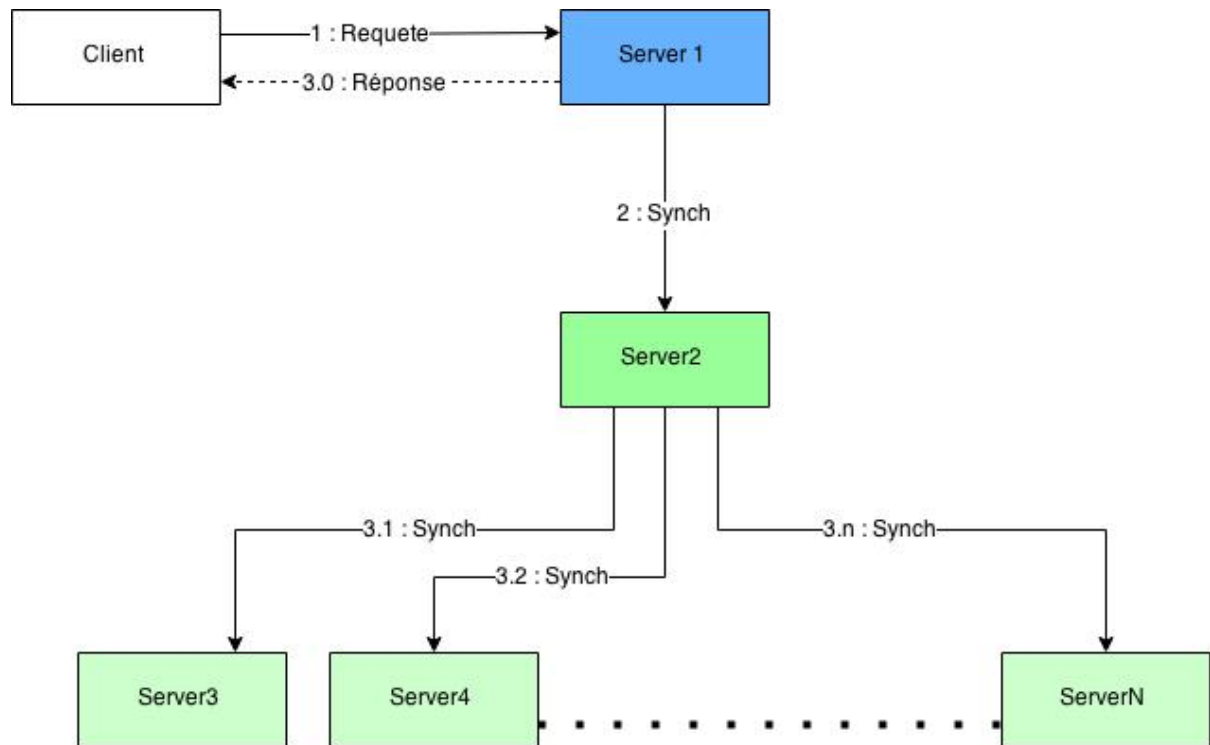 Client
1 : Requete
Server 1
3.0 : Réponse
2 : Synch
Server2
3.1 : Synch
3.n : Synch
3.2 : Synch
Server3
Server4
ServerN